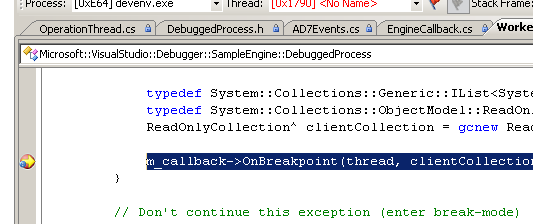 Process: [0xE64] devenv.exe Thread: [0x1790] <No Name> Stack Frame:
OperationThread.cs DebuggedProcess.h AD7Events.cs EngineCallback.cs Worke
Microsoft::VisualStudio::Debugger::SampleEngine::DebuggedProcess
typedef System::Collections::Generic::IList<System
typedef System::Collections::ObjectModel::ReadOnl
ReadOnlyCollection^ clientCollection = gcnew Read
m_callback->OnBreakpoint(thread, clientCollection
}
// Don't continue this exception (enter break-mode)